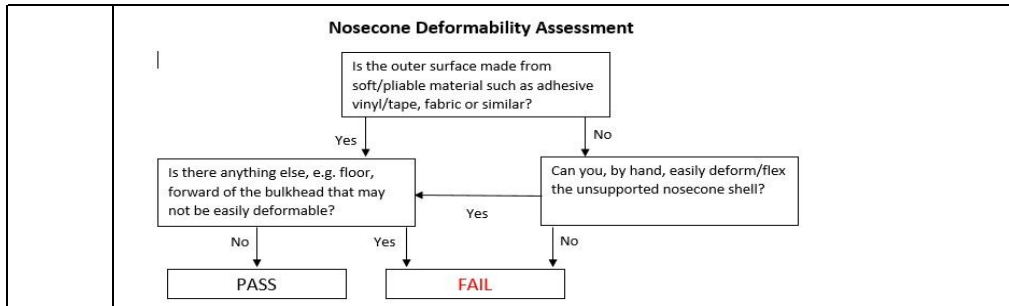 Nosecone Deformability Assessment
Is the outer surface made from
soft/pliable material such as adhesive
vinyl/tape, fabric or similar?
Yes
No
Is there anything else, e.g. floor,
forward of the bulkhead that may
not be easily deformable?
Can you, by hand, easily deform/flex
the unsupported nosecone shell?
Yes
No
Yes
No
PASS
FAIL